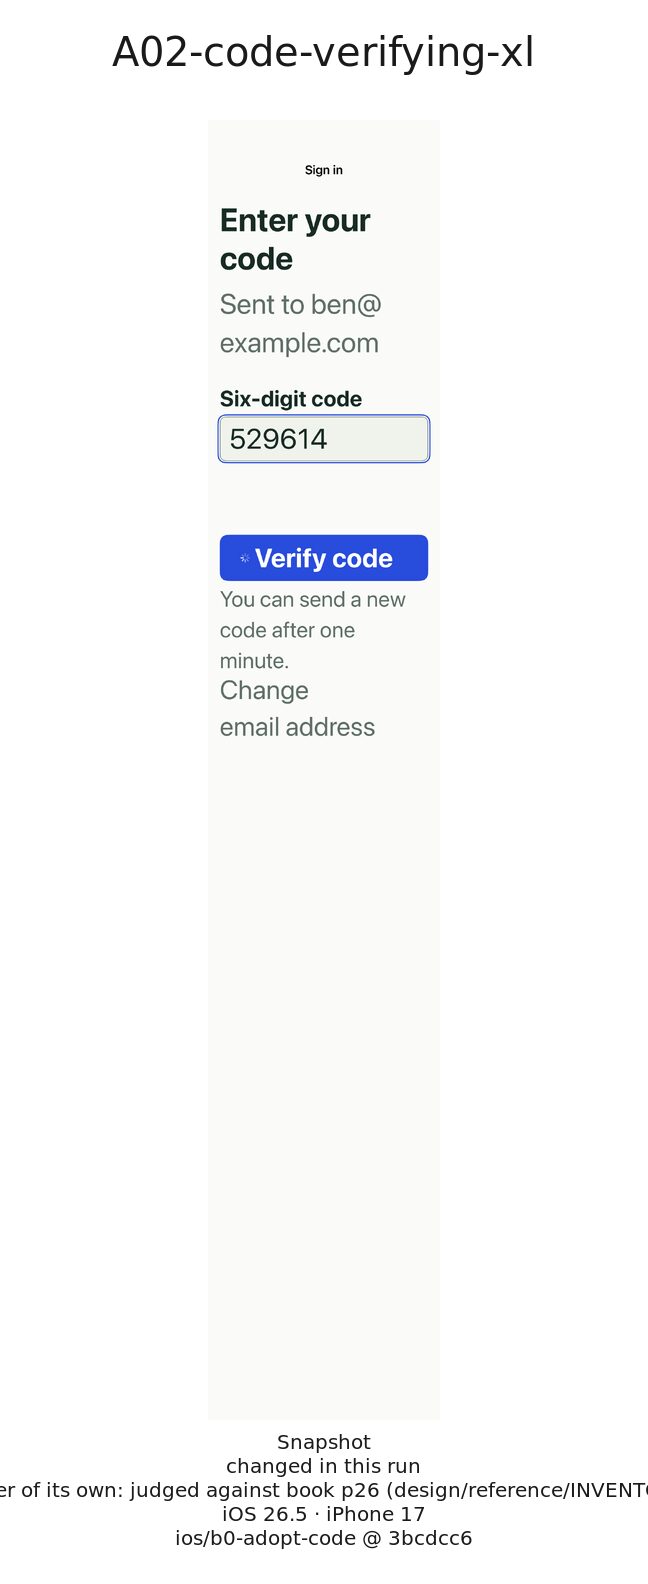 A02-code-verifying-xl
Sign in
Enter your
code
Sent to ben@
example.com
Six-digit code
529614
Verify code
You can send a new
code after one
minute.
Change
email address
Snapshot
changed in this run
of its own: judged against book p26 (design/reference/
iOS 26.5 · iPhone 17
ios/b0-adopt-code @ 3bcdcc6